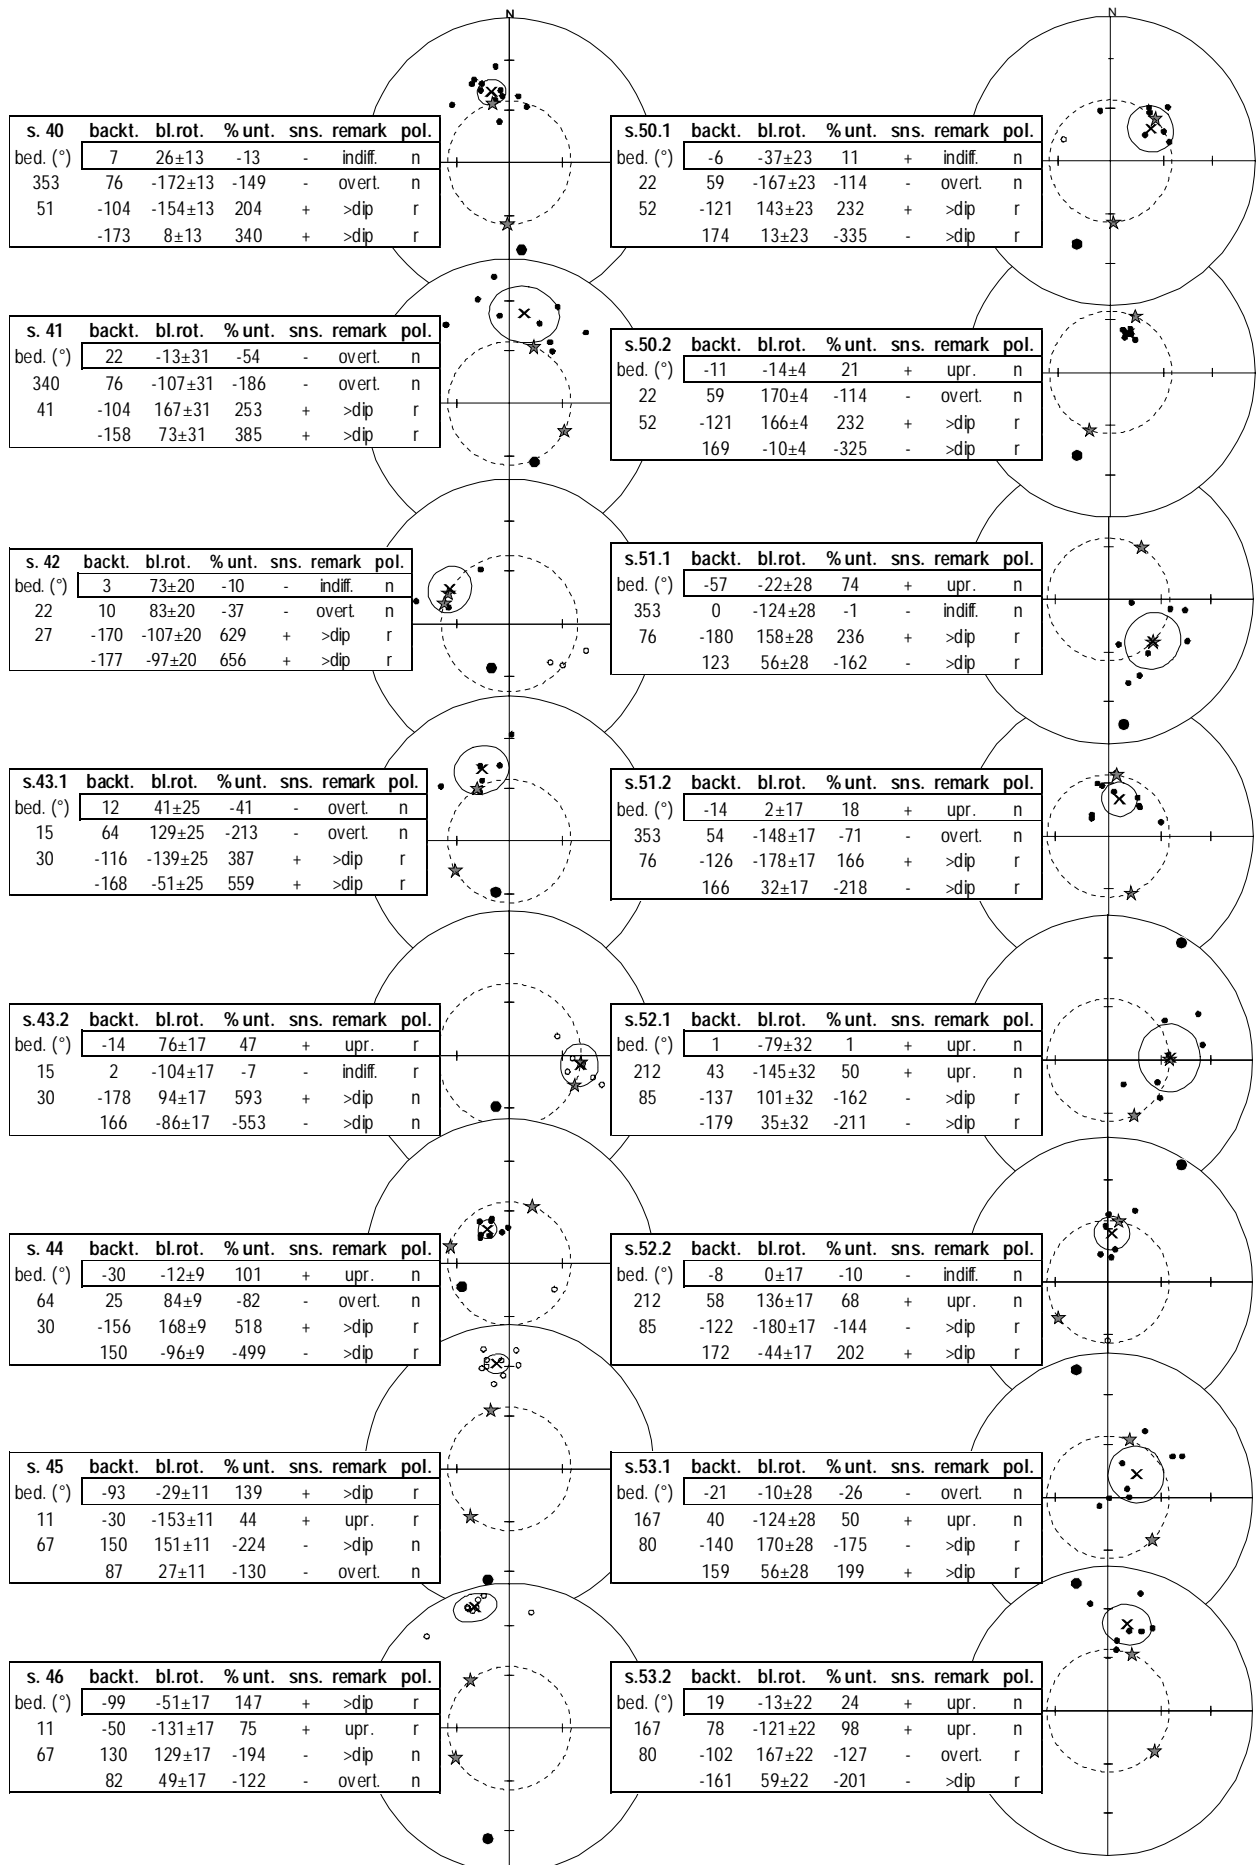 N
s. 40 backt. bl.rot. % unt. sns. remark pol.
bed. (°) 7 26±13 -13 - indiff. n
353 76 -172±13 -149 - overt. n
51 -104 -154±13 204 + >dip r
-173 8±13 340 + >dip r
s. 41 backt. bl.rot. % unt. sns. remark pol.
bed. (°) 22 -13±31 -54 - overt. n
340 76 -107±31 -186 - overt. n
41 -104 167±31 253 + >dip r
-158 73±31 385 + >dip r
s. 42 backt. bl.rot. % unt. sns. remark pol.
bed. (°) 3 73±20 -10 - indiff. n
22 10 83±20 -37 - overt. n
27 -170 -107±20 629 + >dip r
-177 -97±20 656 + >dip r
s.43.1 backt. bl.rot. % unt. sns. remark pol.
bed. (°) 12 41±25 -41 - overt. n
15 64 129±25 -213 - overt. n
30 -116 -139±25 387 + >dip r
-168 -51±25 559 + >dip r
s.43.2 backt. bl.rot. % unt. sns. remark pol.
bed. (°) -14 76±17 47 + upr. r
15 2 -104±17 -7 - indiff. r
30 -178 94±17 593 + >dip n
166 -86±17 -553 - >dip n
s. 44 backt. bl.rot. % unt. sns. remark pol.
bed. (°) -30 -12±9 101 + upr. n
64 25 84±9 -82 - overt. n
30 -156 168±9 518 + >dip r
150 -96±9 -499 - >dip r
s. 45 backt. bl.rot. % unt. sns. remark pol.
bed. (°) -93 -29±11 139 + >dip r
11 -30 -153±11 44 + upr. r
67 150 151±11 -224 - >dip n
87 27±11 -130 - overt. n
s. 46 backt. bl.rot. % unt. sns. remark pol.
bed. (°) -99 -51±17 147 + >dip r
11 -50 -131±17 75 + upr. r
67 130 129±17 -194 - >dip n
82 49±17 -122 - overt. n
N
s.50.1 backt. bl.rot. % unt. sns. remark pol.
bed. (°) -6 -37±23 11 + indiff. n
22 59 -167±23 -114 - overt. n
52 -121 143±23 232 + >dip r
174 13±23 -335 - >dip r
s.50.2 backt. bl.rot. % unt. sns. remark pol.
bed. (°) -11 -14±4 21 + upr. n
22 59 170±4 -114 - overt. n
52 -121 166±4 232 + >dip r
169 -10±4 -325 - >dip r
s.51.1 backt. bl.rot. % unt. sns. remark pol.
bed. (°) -57 -22±28 74 + upr. n
353 0 -124±28 -1 - indiff. n
76 -180 158±28 236 + >dip r
123 56±28 -162 - >dip r
s.51.2 backt. bl.rot. % unt. sns. remark pol.
bed. (°) -14 2±17 18 + upr. n
353 54 -148±17 -71 - overt. n
76 -126 -178±17 166 + >dip r
166 32±17 -218 - >dip r
s.52.1 backt. bl.rot. % unt. sns. remark pol.
bed. (°) 1 -79±32 1 + upr. n
212 43 -145±32 50 + upr. n
85 -137 101±32 -162 - >dip r
-179 35±32 -211 - >dip r
s.52.2 backt. bl.rot. % unt. sns. remark pol.
bed. (°) -8 0±17 -10 - indiff. n
212 58 136±17 68 + upr. n
85 -122 -180±17 -144 - >dip r
172 -44±17 202 + >dip r
s.53.1 backt. bl.rot. % unt. sns. remark pol.
bed. (°) -21 -10±28 -26 - overt. n
167 40 -124±28 50 + upr. n
80 -140 170±28 -175 - >dip r
159 56±28 199 + >dip r
s.53.2 backt. bl.rot. % unt. sns. remark pol.
bed. (°) 19 -13±22 24 + upr. n
167 78 -121±22 98 + upr. n
80 -102 167±22 -127 - overt. r
-161 59±22 -201 - >dip r